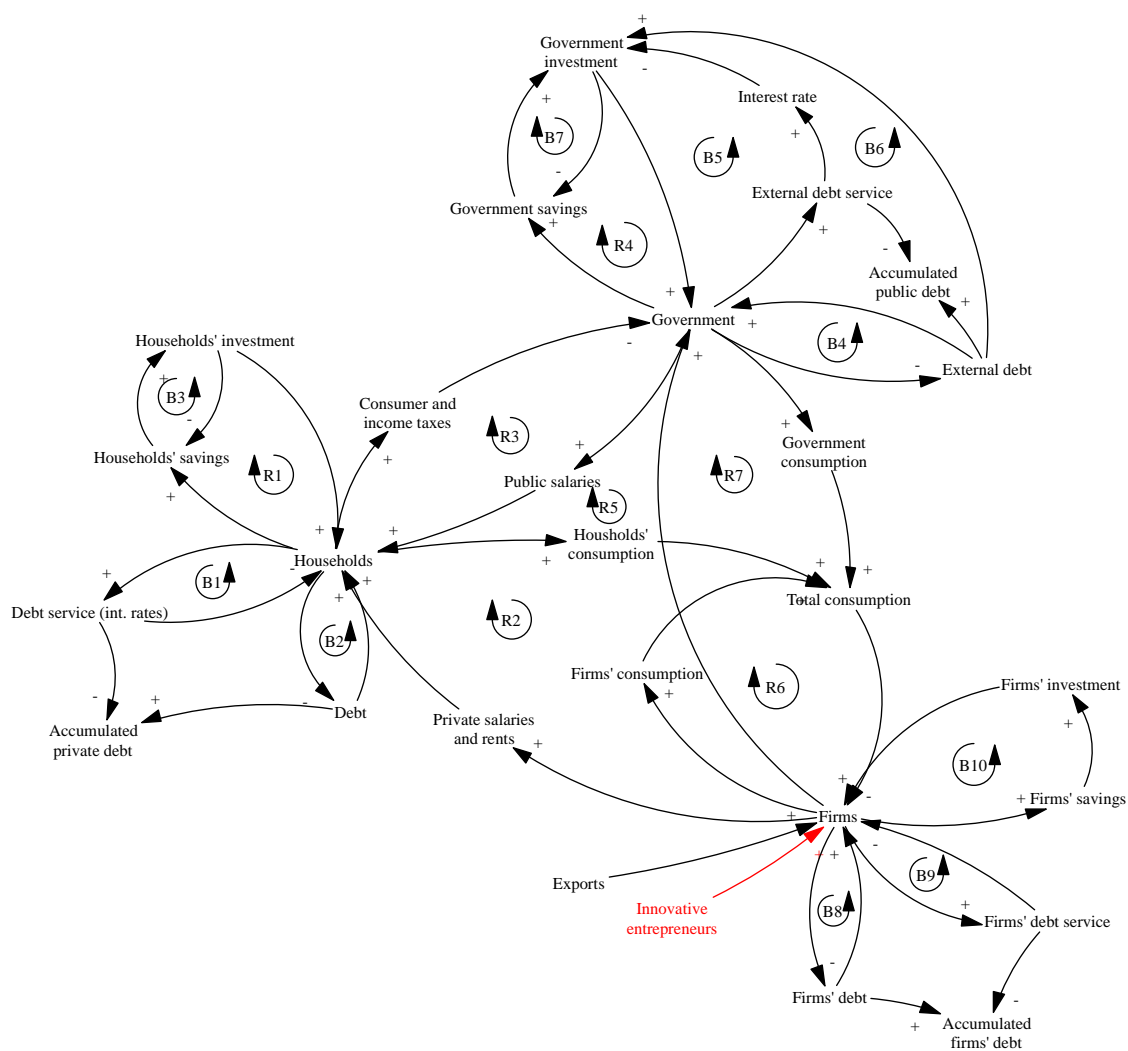 +
Government
investment
-
Interest rate
+
B7
B5
B6
+
-
External debt service
Government savings
+
+
R4
-
Accumulated
public debt
+
+
Government
+
-
+
B4
-
External debt
Households' investment
+
B3
-
Consumer and
income taxes
+
R3
+
Government
consumption
Households' savings
+
R1
+
R7
Public salaries
R5
+
+
Housholds'
consumption
+
-
Households
+
+
+
B1
+
+
Total consumption
Debt service (int. rates)
B2
R2
-
+
-
Debt
Accumulated
private debt
Firms' consumption
+
R6
Firms' investment
+
Private salaries
and rents
+
B10
+
-
+ Firms' savings
+
Firms
-
+
+
B9
Exports
Innovative
entrepreneurs
B8
+
Firms' debt service
-
Firms' debt
-
+
Accumulated
firms' debt